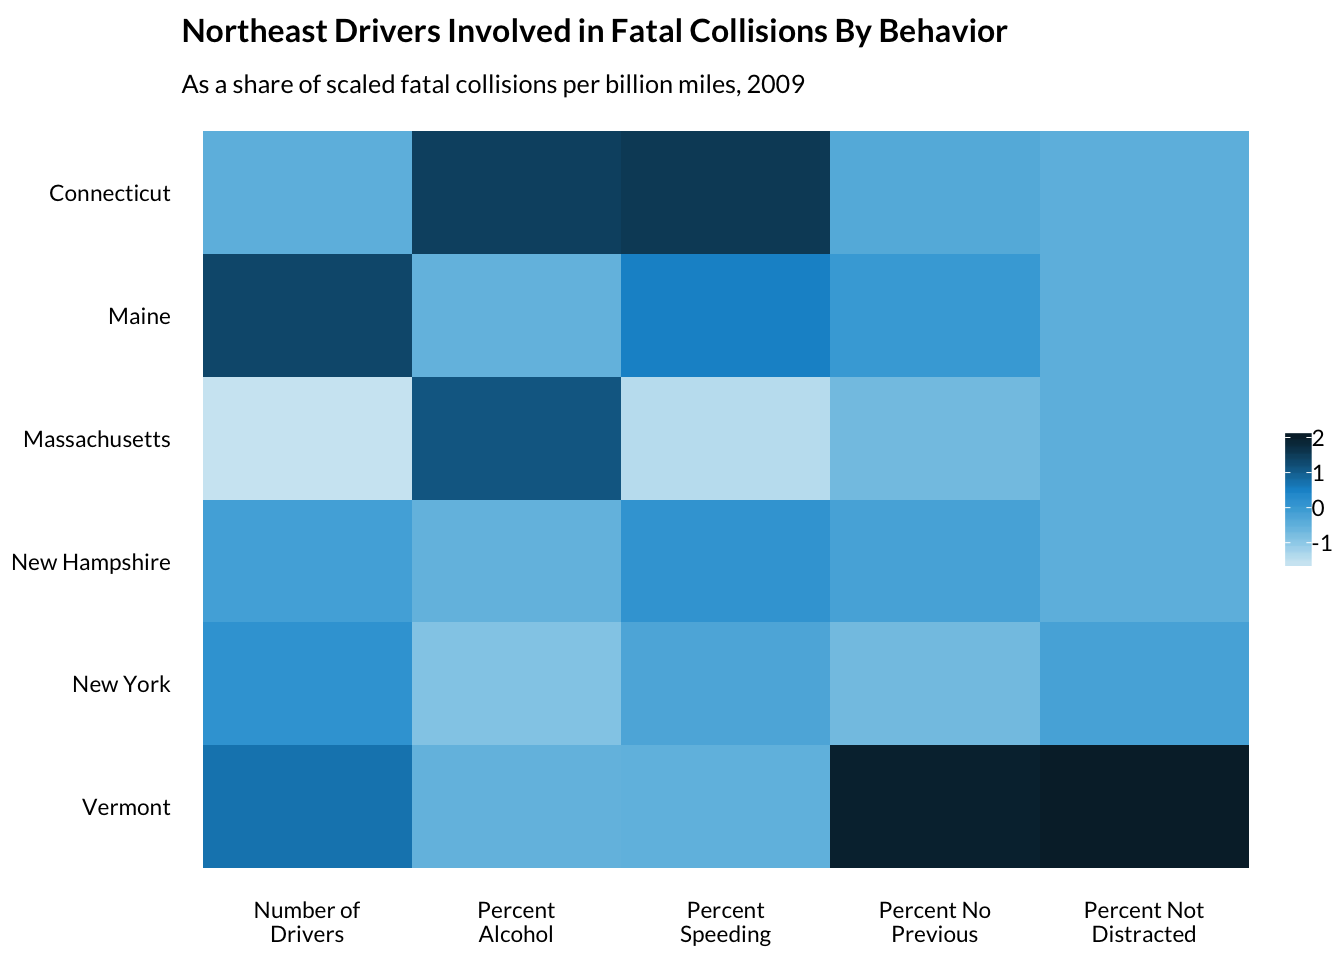 Northeast Drivers Involved in Fatal Collisions By Behavior
As a share of scaled fatal collisions per billion miles, 2009
Connecticut
Maine
Massachusetts
New Hampshire
New York
Vermont
2
1
0
-1
Number of
Drivers
Percent
Alcohol
Percent
Speeding
Percent No
Previous
Percent Not
Distracted